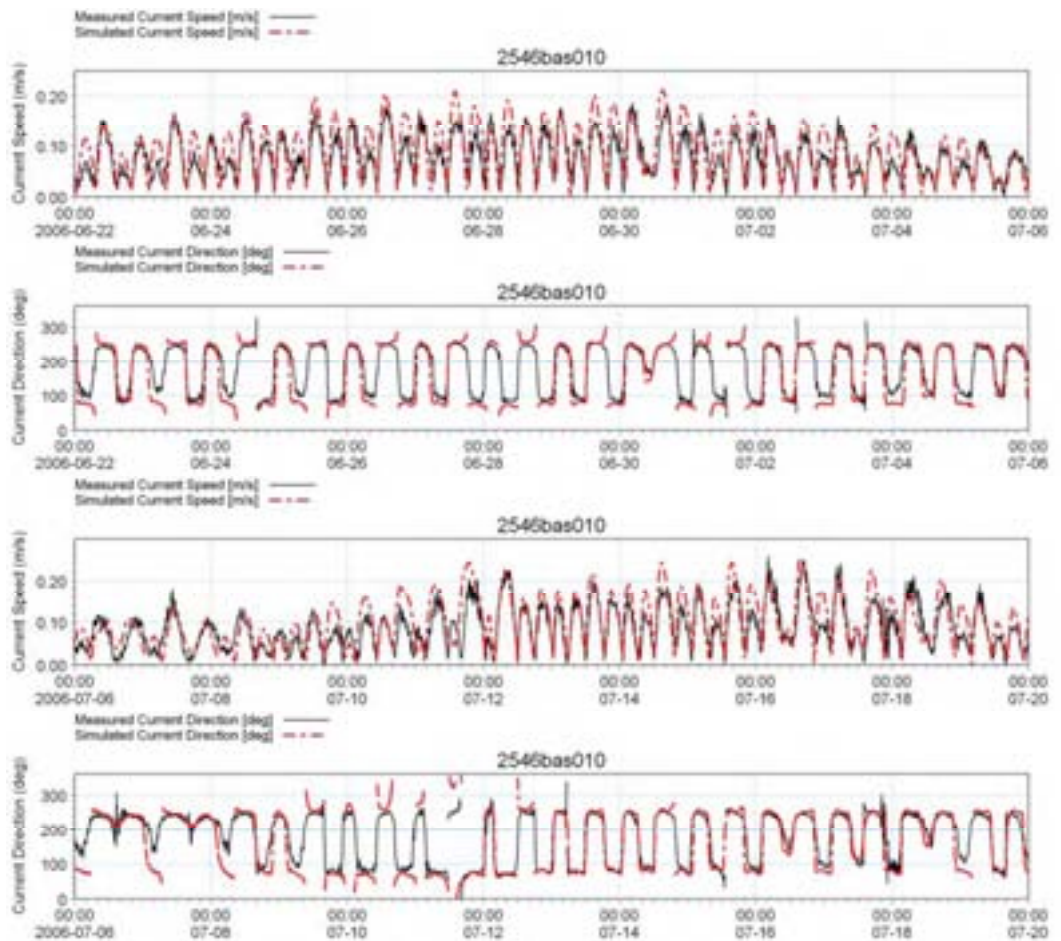 Measured Current Speed [m/s]
Simulated Current Speed [m/s]
2546bas010
Current Speed (m/s)
0.20
0.10
0.00
00:00 00:00 00:00 00:00 00:00 00:00 00:00 00:00
2006-06-22 06-24 06-26 06-28 06-30 07-02 07-04 07-06
Measured Current Direction [deg]
Simulated Current Direction [deg]
2546bas010
Current Direction (deg)
300
200
100
0
00:00 00:00 00:00 00:00 00:00 00:00 00:00 00:00
2006-06-22 06-24 06-26 06-28 06-30 07-02 07-04 07-06
Measured Current Speed [m/s]
Simulated Current Speed [m/s]
2546bas010
Current Speed (m/s)
0.20
0.10
0.00
00:00 00:00 00:00 00:00 00:00 00:00 00:00 00:00
2006-07-06 07-08 07-10 07-12 07-14 07-16 07-18 07-20
Measured Current Direction [deg]
Simulated Current Direction [deg]
2546bas010
Current Direction (deg)
300
200
100
0
00:00 00:00 00:00 00:00 00:00 00:00 00:00 00:00
2006-07-06 07-08 07-10 07-12 07-14 07-16 07-18 07-20